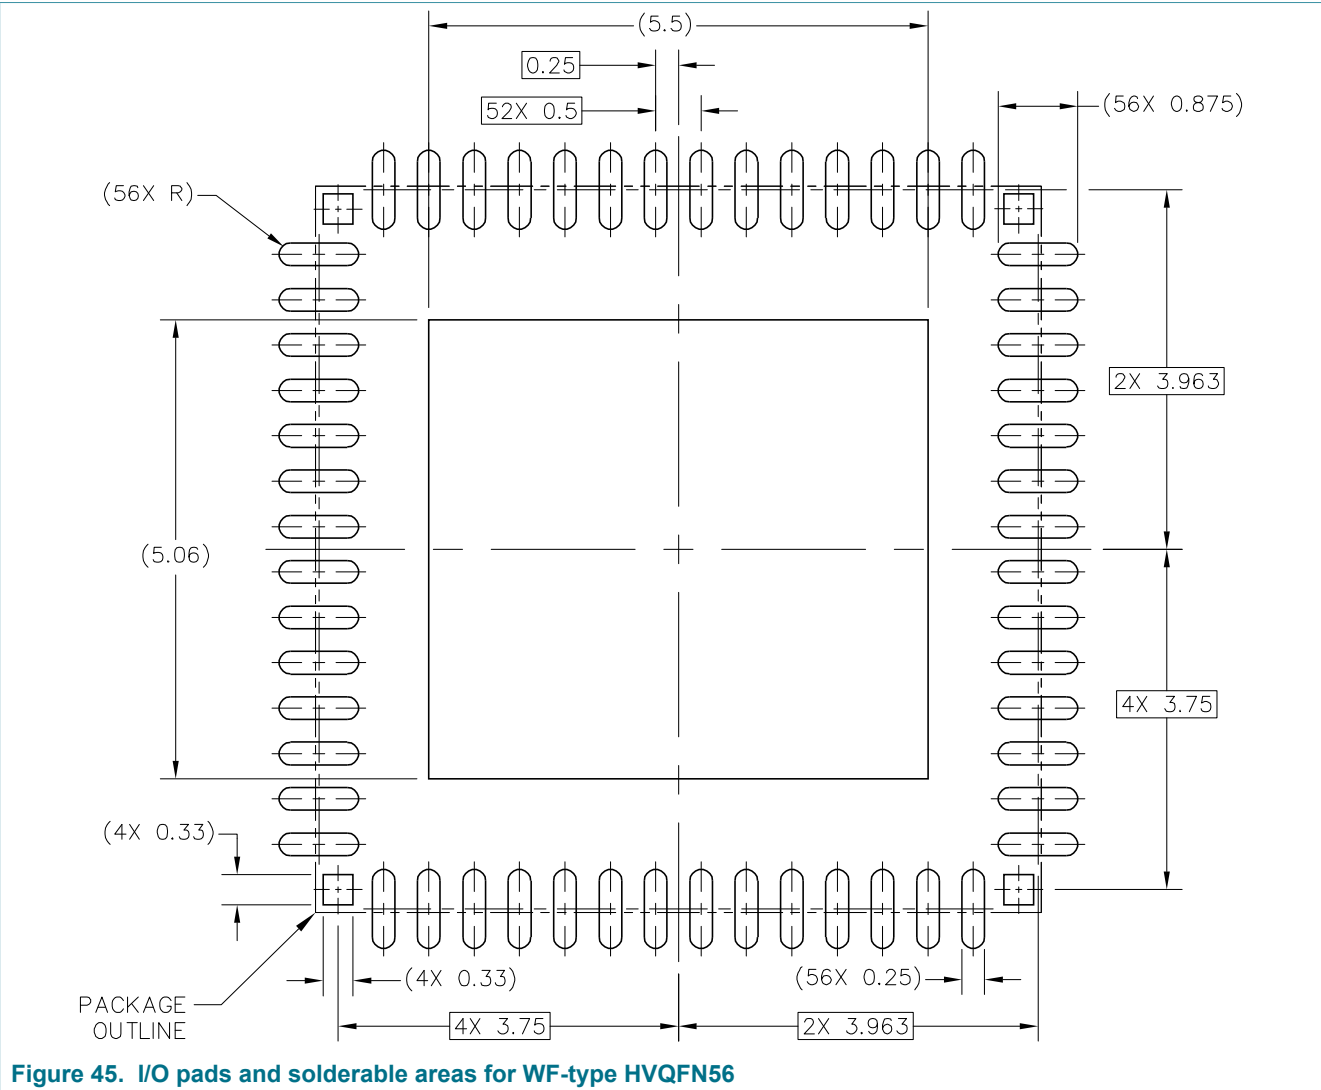 (5.5)
0.25
52X 0.5
(56X 0.875)
(56X R)
2X 3.963
(5.06)
4X 3.75
(4X 0.33)
(4X 0.33)
(56X 0.25)
PACKAGE
OUTLINE
4X 3.75
2X 3.963
Figure 45. I/O pads and solderable areas for WF-type HVQFN56